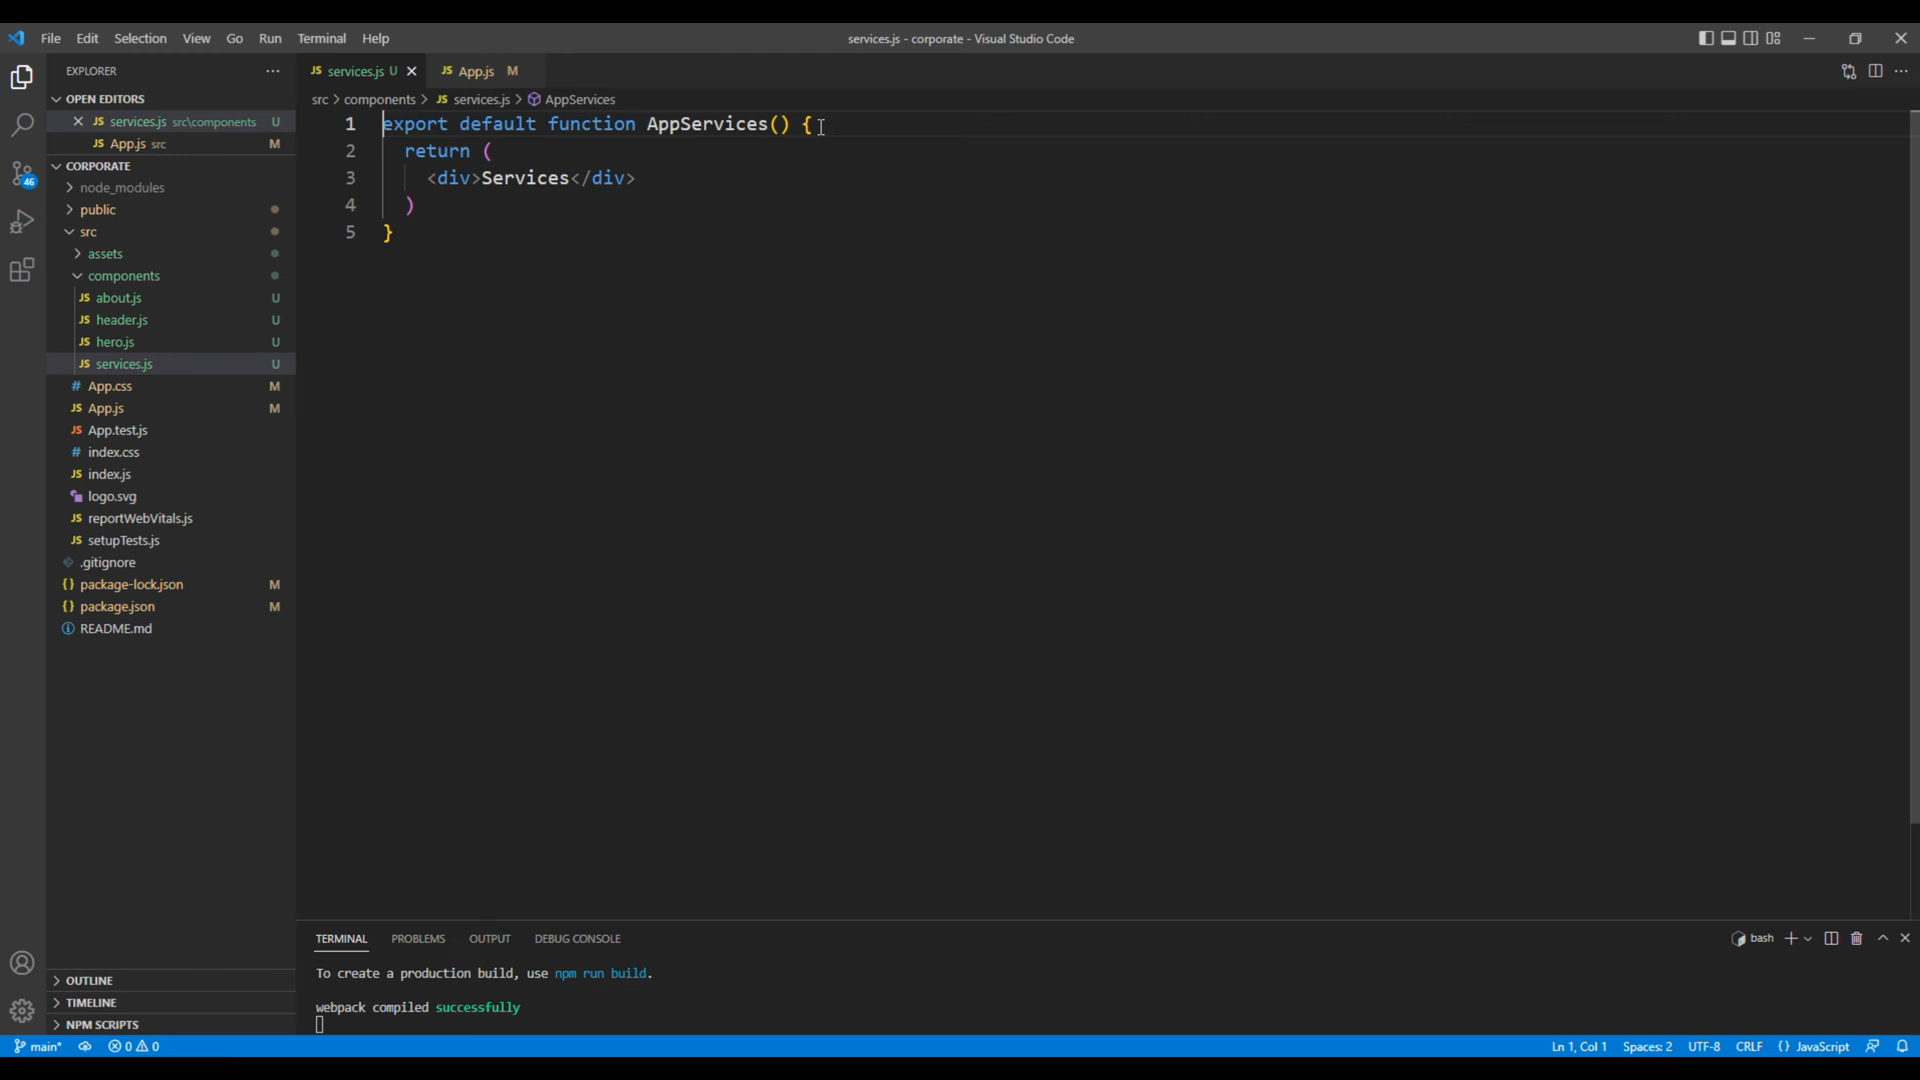 File Edit Selection View Go Run Terminal Help services.js - corporate - Visual Studio Code
EXPLORER
JS services.js U
JS App.js M
OPEN EDITORS
JS services.js src\components U
JS App.js src M
CORPORATE
node_modules
public
src
assets
components
JS about.js U
JS header.js U
JS hero.js U
JS services.js U
# App.css M
JS App.js M
JS App.test.js
# index.css
JS index.js
logo.svg
JS reportWebVitals.js
JS setupTests.js
.gitignore
{} package-lock.json M
{} package.json M
README.md
OUTLINE
TIMELINE
NPM SCRIPTS
46
src > components > JS services.js > AppServices
1 export default function AppServices() {
2 return (
3 <div>Services</div>
4 )
5 }
TERMINAL PROBLEMS OUTPUT DEBUG CONSOLE bash
To create a production build, use npm run build.
webpack compiled successfully
main* 0 0 Ln 1, Col 1 Spaces: 2 UTF-8 CRLF {} JavaScript